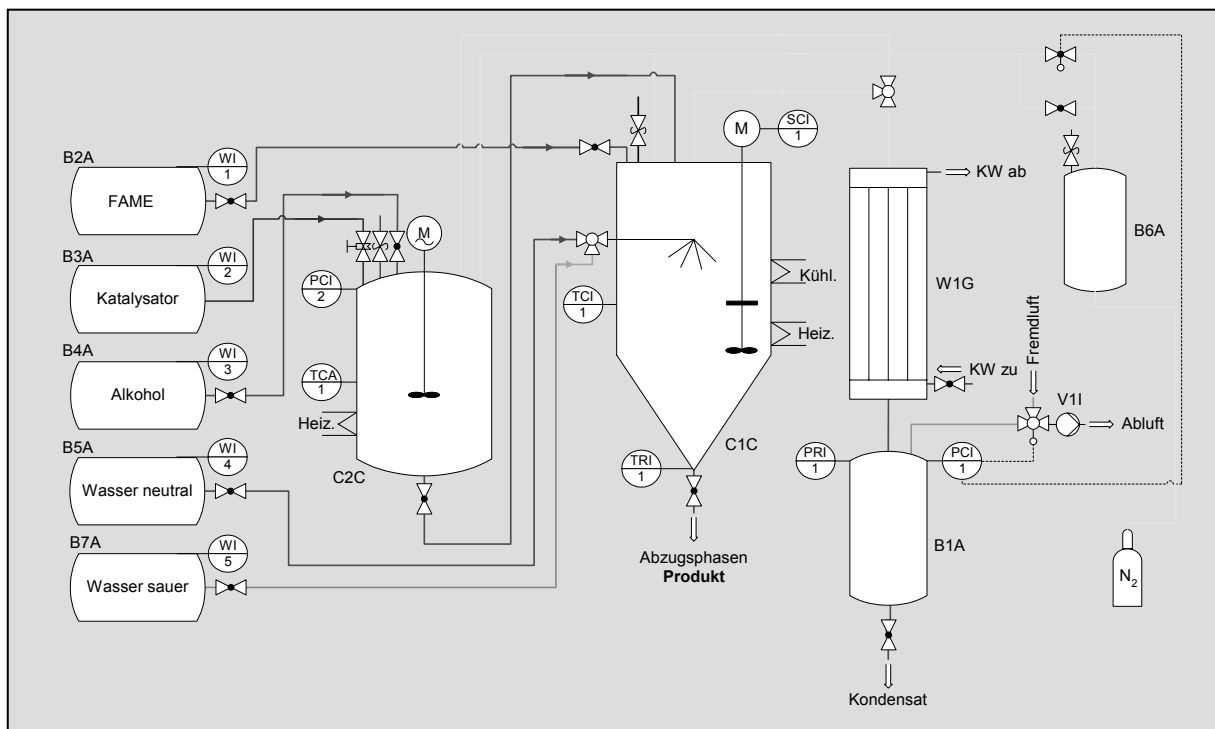 B2A
WI
1
FAME
B3A
WI
2
Katalysator
B4A
WI
3
Alkohol
B5A
WI
4
Wasser neutral
B7A
WI
5
Wasser sauer
M
PCI
2
TCA
1
Heiz.
C2C
M
SCI
1
TCI
1
Kühl.
Heiz.
TRI
1
C1C
Abzugsphasen
Produkt
KW ab
W1G
KW zu
PRI
1
PCI
1
B1A
Kondensat
B6A
Fremdluft
V1I
Abluft
N2